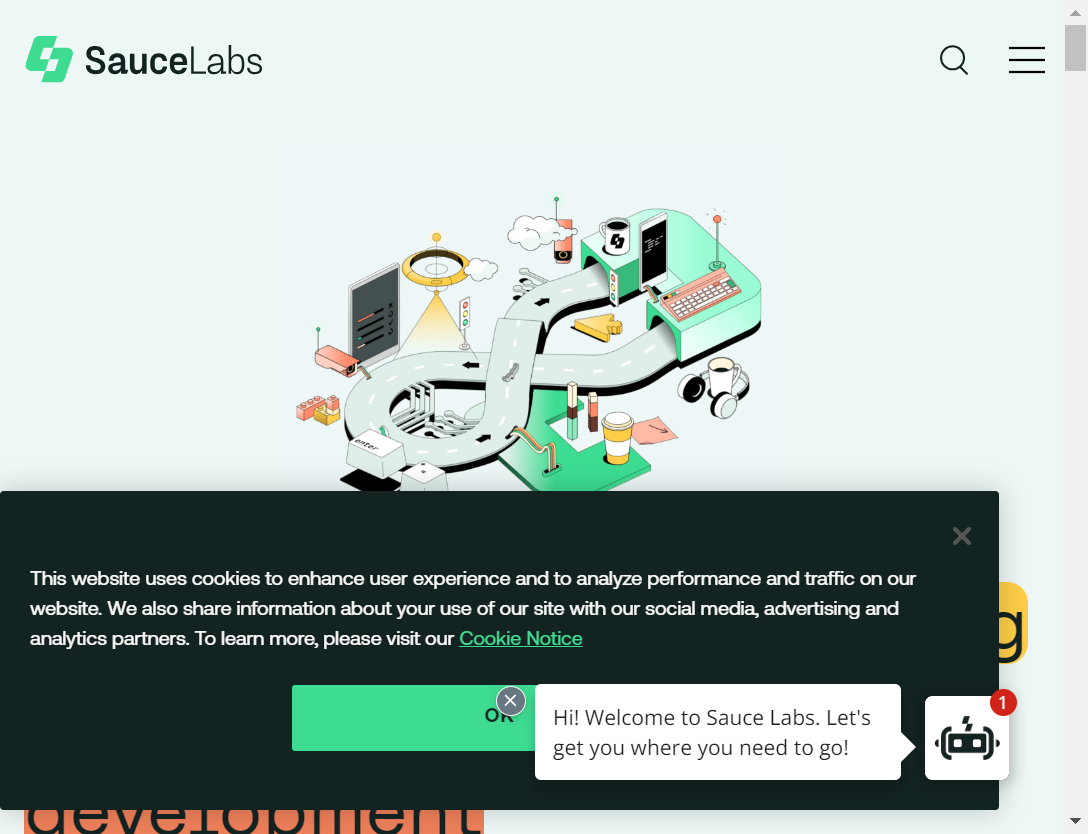 SauceLabs
enter
This website uses cookies to enhance user experience and to analyze performance and traffic on our
website. We also share information about your use of our site with our social media, advertising and
analytics partners. To learn more, please visit our Cookie Notice
g
OK
1
Hi! Welcome to Sauce Labs. Let's
get you where you need to go!
development